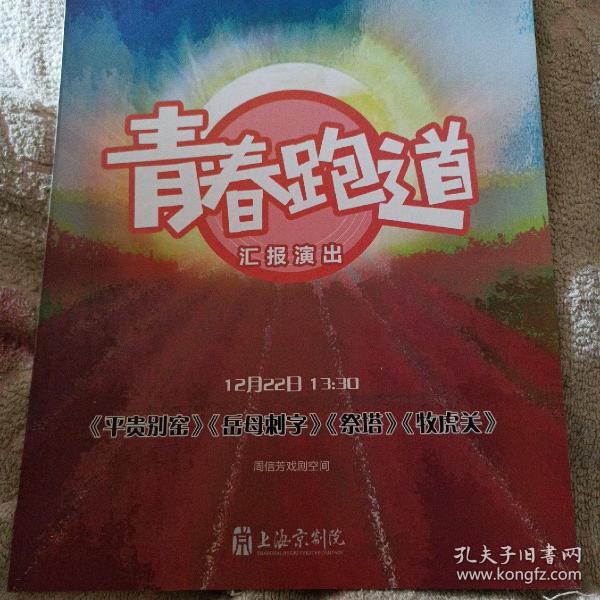 青春跑道
汇报演出
12月22日 13:30
《平贵别窑》《岳母刺字》《祭塔》《牧虎关》
周信芳戏剧空间
上海京剧院
孔夫子旧书网
www.kongfz.com